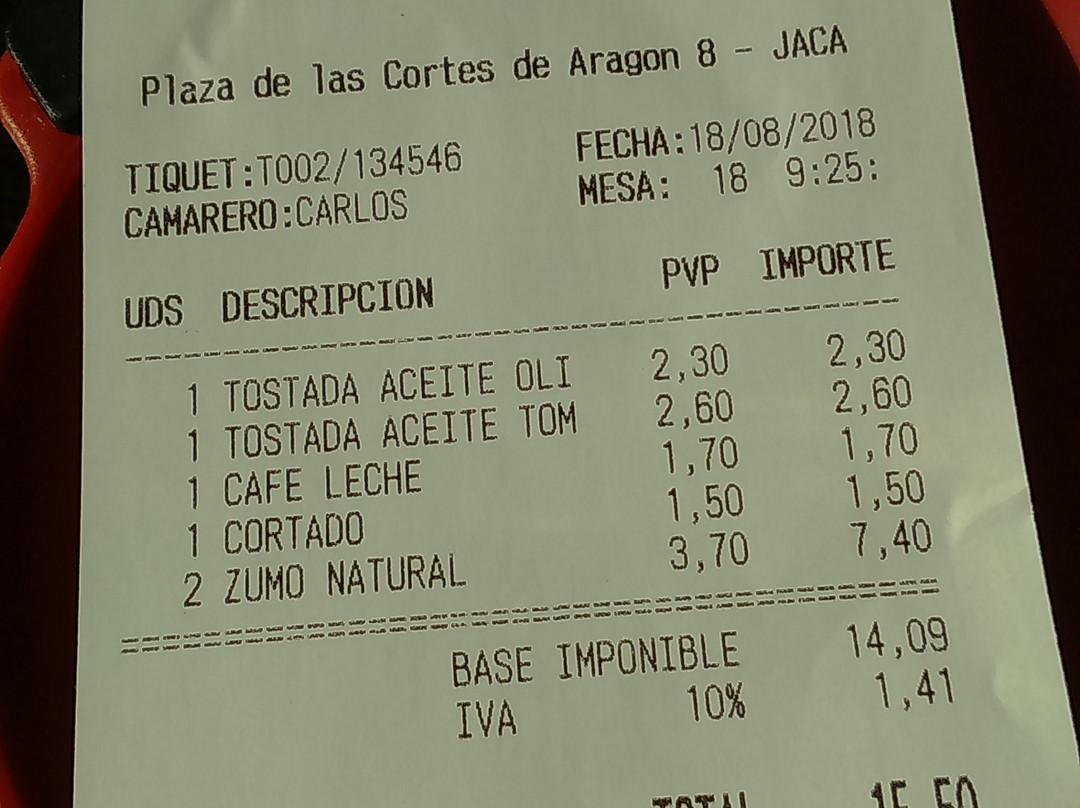 Plaza de las Cortes de Aragon 8 - JACA
TIQUET:T002/134546 FECHA:18/08/2018
CAMARERO:CARLOS MESA: 18 9:25:
UDS DESCRIPCION PVP IMPORTE
1 TOSTADA ACEITE OLI 2,30 2,30
1 TOSTADA ACEITE TOM 2,60 2,60
1 CAFE LECHE 1,70 1,70
1 CORTADO 1,50 1,50
2 ZUMO NATURAL 3,70 7,40
BASE IMPONIBLE 14,09
IVA 10% 1,41
TOTAL 15,50